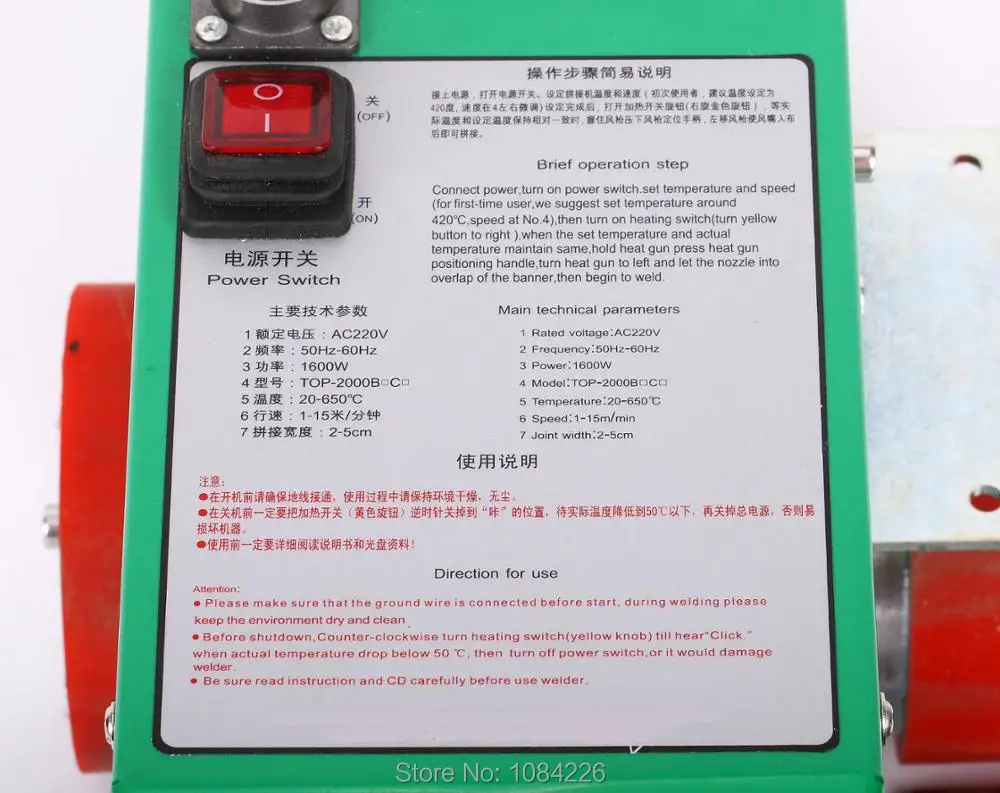 操作步骤简易说明
接上电源，打开电源开关。设定拼接机温度和速度（初次使用者，建议温度设定为
420度，速度在4左右微调）设定完成后，打开加热开关旋钮（右旋金色旋钮），等实
际温度和设定温度保持相对一致时，握住风枪压下风枪定位手柄，左移风枪使风嘴入布
后即可拼接。
关
(OFF)
开
(ON)
电源开关
Power Switch
Brief operation step
Connect power,turn on power switch.set temperature and speed
(for first-time user,we suggest set temperature around
420℃,speed at No.4),then turn on heating switch(turn yellow
button to right ),when the set temperature and actual
temperature maintain same,hold heat gun press heat gun
positioning handle,turn heat gun to left and let the nozzle into
overlap of the banner,then begin to weld.
主要技术参数
1 额定电压：AC220V
2 频率：50Hz-60Hz
3 功率：1600W
4 型号：TOP-2000B□C□
5 温度：20-650℃
6 行速：1-15米/分钟
7 拼接宽度：2-5cm
Main technical parameters
1 Rated voltage:AC220V
2 Frequency:50Hz-60Hz
3 Power:1600W
4 Model:TOP-2000B□C□
5 Temperature:20-650℃
6 Speed:1-15m/min
7 Joint width:2-5cm
使用说明
注意：
●在开机前请确保地线接通，使用过程中请保持环境干燥，无尘。
●在关机前一定要把加热开关（黄色旋钮）逆时针关掉到“咔”的位置，待实际温度降低到50℃以下，再关掉总电源，否则易
损坏机器。
●使用前一定要详细阅读说明书和光盘资料！
Direction for use
Attention:
● Please make sure that the ground wire is connected before start, during welding please
keep the environment dry and clean.
● Before shutdown,Counter-clockwise turn heating switch(yellow knob) till hear“Click.”
when actual temperature drop below 50 ℃, then turn off power switch,or it would damage
welder.
● Be sure read instruction and CD carefully before use welder.
Store No: 1084226